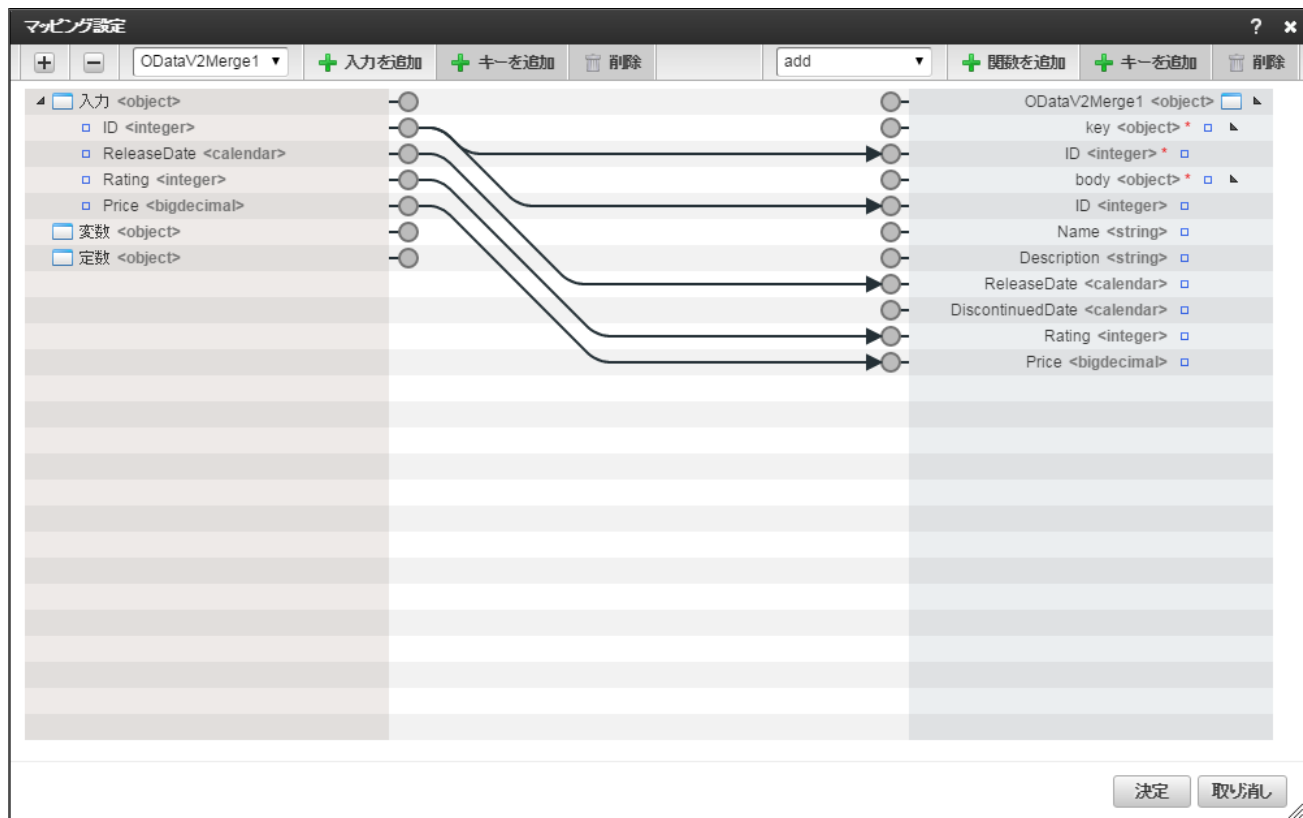 マッピング設定 ? ×
+ − ODataV2Merge1 ▼ + 入力を追加 + キーを追加 削除 add ▼ + 関数を追加 + キーを追加 削除
入力 <object>
ID <integer>
ReleaseDate <calendar>
Rating <integer>
Price <bigdecimal>
変数 <object>
定数 <object>
ODataV2Merge1 <object>
key <object> *
ID <integer> *
body <object> *
ID <integer>
Name <string>
Description <string>
ReleaseDate <calendar>
DiscontinuedDate <calendar>
Rating <integer>
Price <bigdecimal>
決定 取り消し